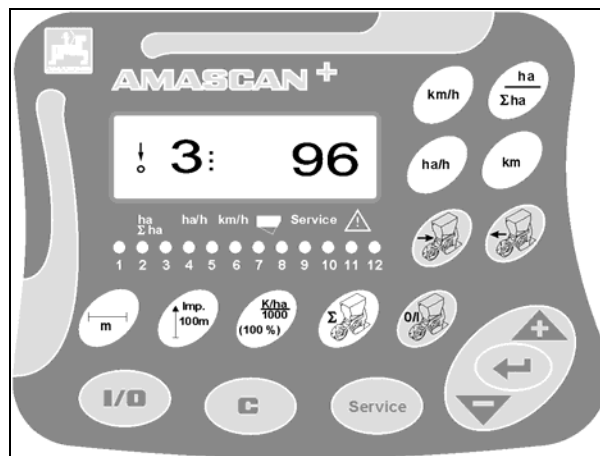 AMASCAN+
km/h
ha
Σha
3 96
ha/h
km
ha
Σ ha
ha/h km/h Service
1 2 3 4 5 6 7 8 9 10 11 12
m
Imp.
100m
K/ha
1000
(100 %)
Σ
0/I
I/O
C
Service